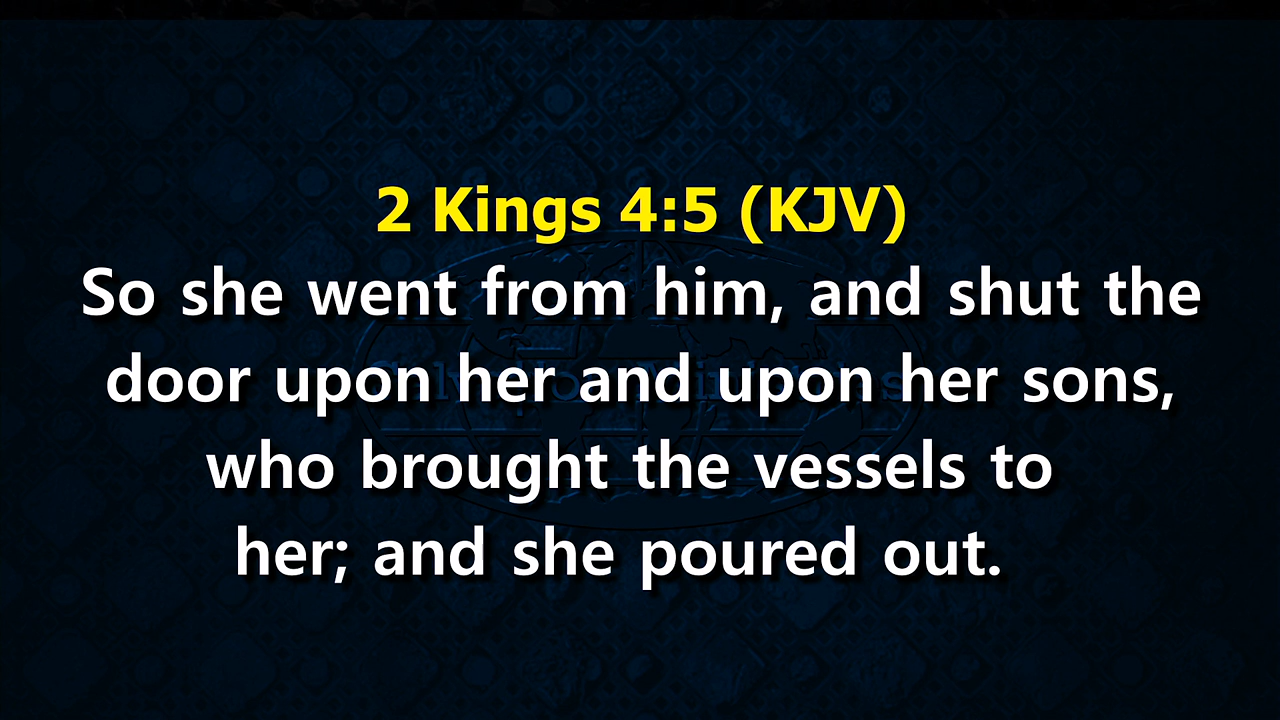 2 Kings 4:5 (KJV)
So she went from him, and shut the
door upon her and upon her sons,
who brought the vessels to
her; and she poured out.